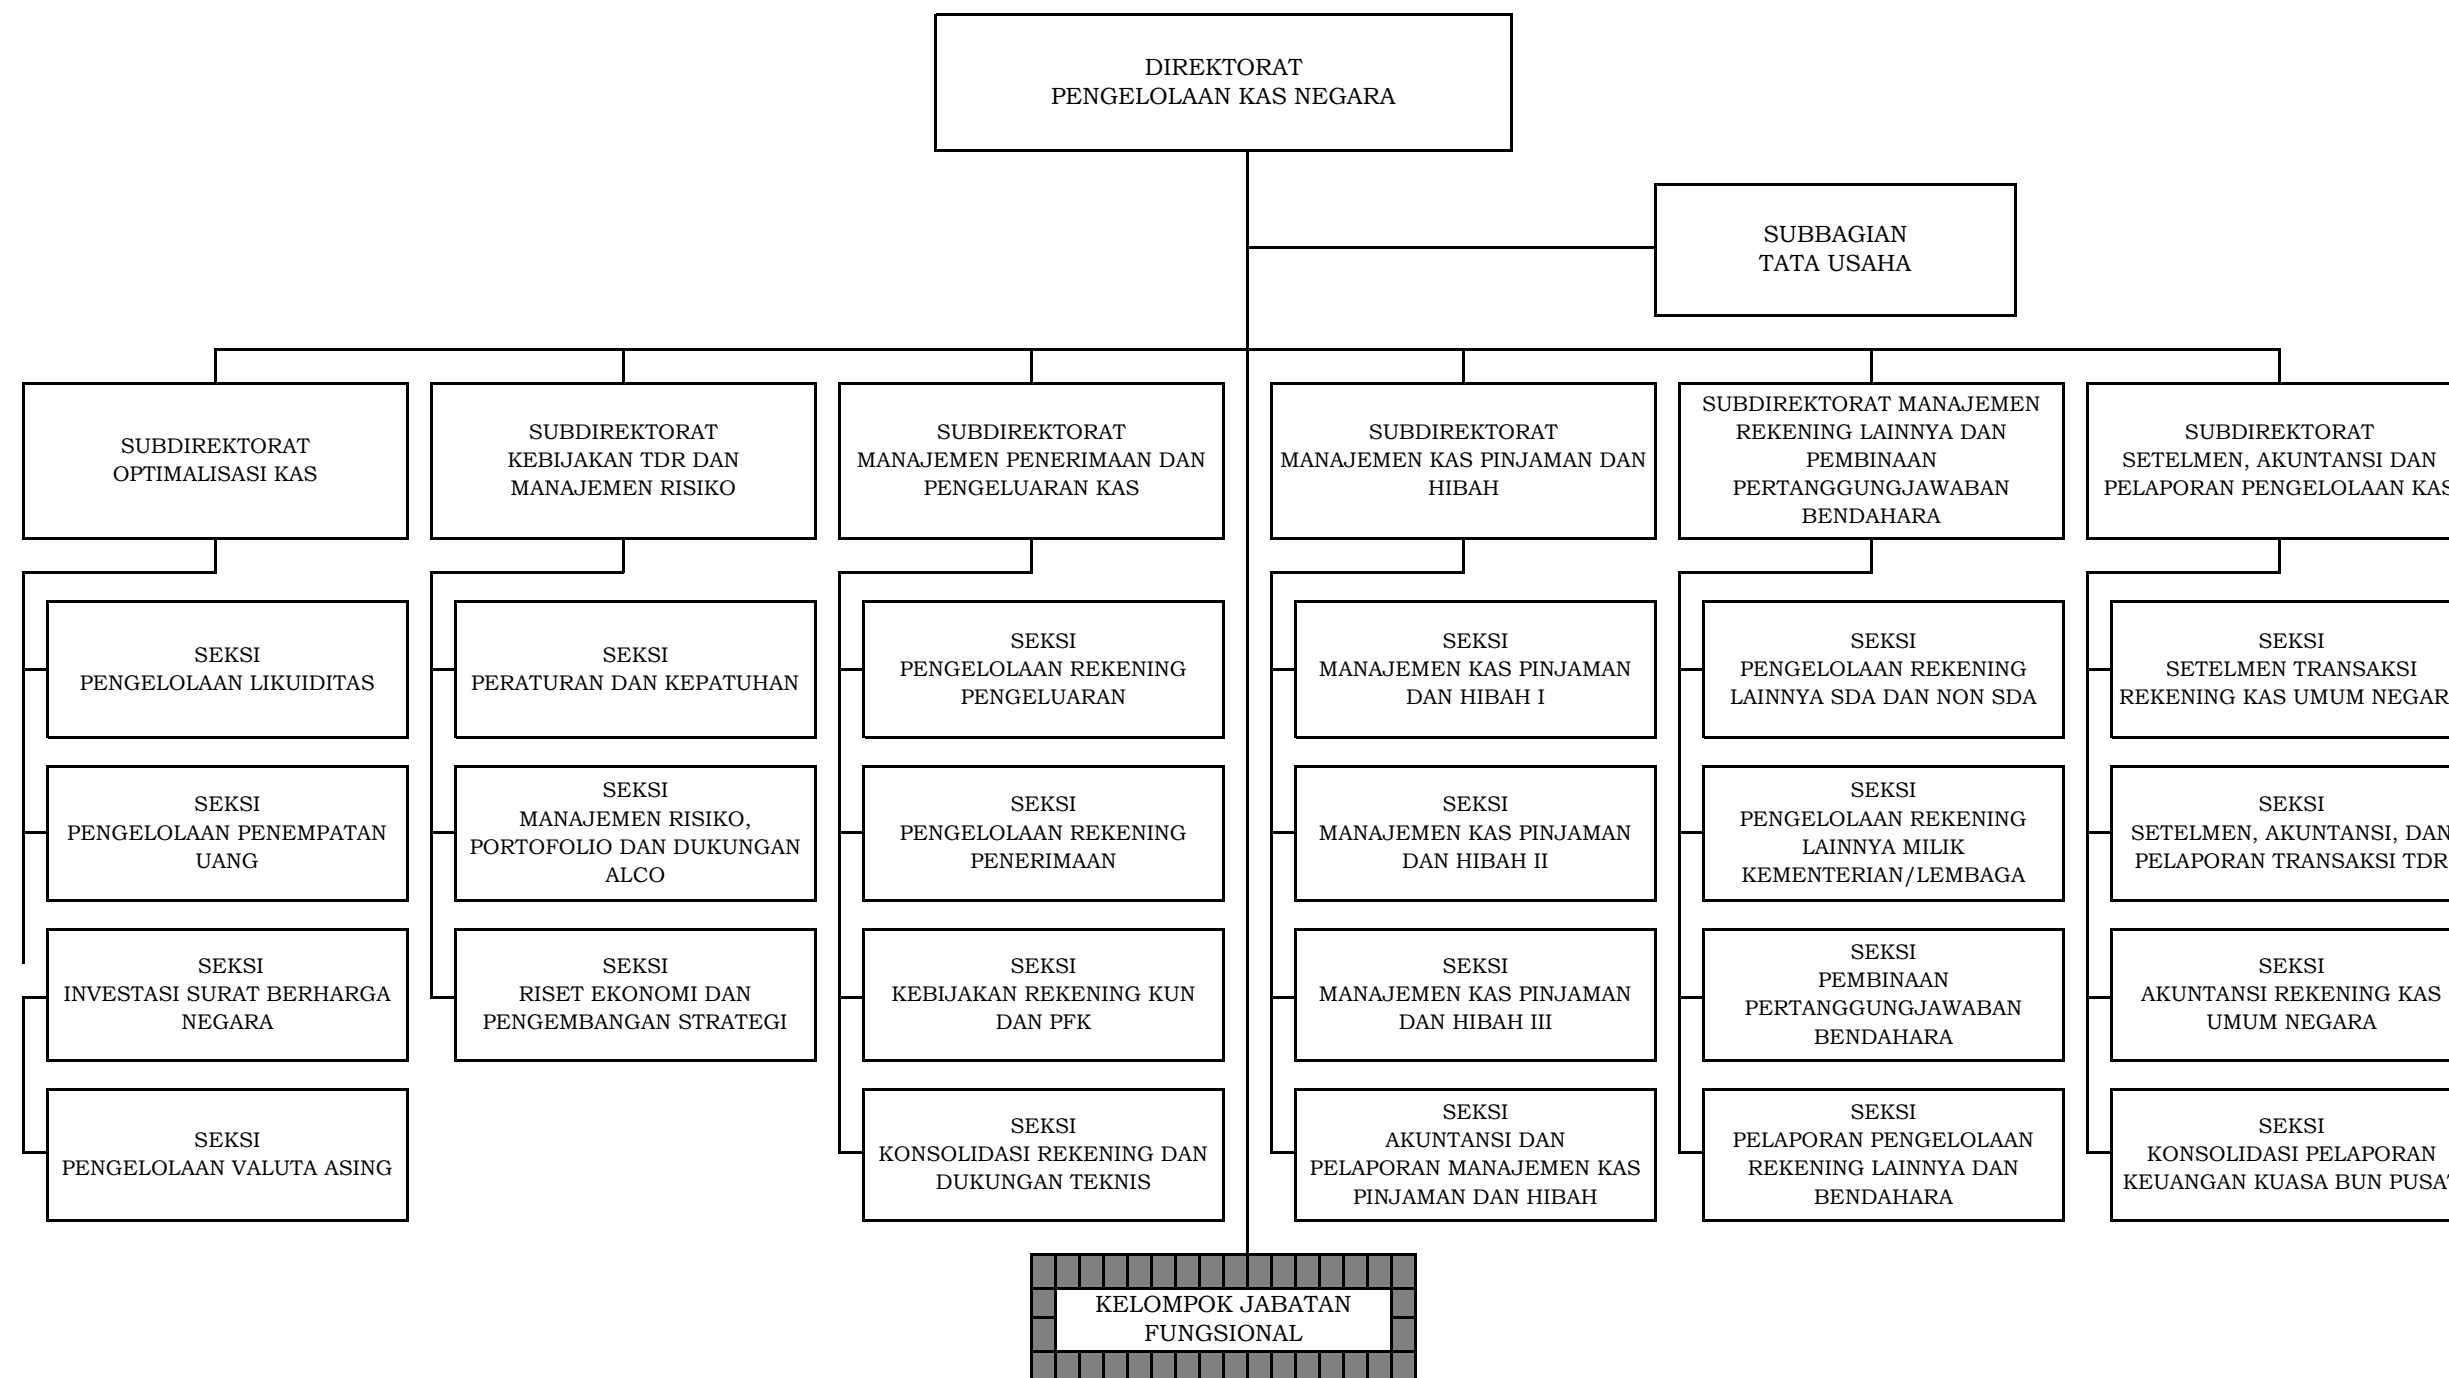 DIREKTORAT
PENGELOLAAN KAS NEGARA
SUBBAGIAN
TATA USAHA
SUBDIREKTORAT
OPTIMALISASI KAS
SUBDIREKTORAT
KEBIJAKAN TDR DAN
MANAJEMEN RISIKO
SUBDIREKTORAT
MANAJEMEN PENERIMAAN DAN
PENGELUARAN KAS
SUBDIREKTORAT
MANAJEMEN KAS PINJAMAN DAN
HIBAH
SUBDIREKTORAT MANAJEMEN
REKENING LAINNYA DAN
PEMBINAAN
PERTANGGUNGJAWABAN
BENDAHARA
SUBDIREKTORAT
SETELMEN, AKUNTANSI DAN
PELAPORAN PENGELOLAAN KAS
SEKSI
PENGELOLAAN LIKUIDITAS
SEKSI
PENGELOLAAN PENEMPATAN
UANG
SEKSI
INVESTASI SURAT BERHARGA
NEGARA
SEKSI
PENGELOLAAN VALUTA ASING
SEKSI
PERATURAN DAN KEPATUHAN
SEKSI
MANAJEMEN RISIKO,
PORTOFOLIO DAN DUKUNGAN
ALCO
SEKSI
RISET EKONOMI DAN
PENGEMBANGAN STRATEGI
SEKSI
PENGELOLAAN REKENING
PENGELUARAN
SEKSI
PENGELOLAAN REKENING
PENERIMAAN
SEKSI
KEBIJAKAN REKENING KUN
DAN PFK
SEKSI
KONSOLIDASI REKENING DAN
DUKUNGAN TEKNIS
SEKSI
MANAJEMEN KAS PINJAMAN
DAN HIBAH I
SEKSI
MANAJEMEN KAS PINJAMAN
DAN HIBAH II
SEKSI
MANAJEMEN KAS PINJAMAN
DAN HIBAH III
SEKSI
AKUNTANSI DAN
PELAPORAN MANAJEMEN KAS
PINJAMAN DAN HIBAH
SEKSI
PENGELOLAAN REKENING
LAINNYA SDA DAN NON SDA
SEKSI
PENGELOLAAN REKENING
LAINNYA MILIK
KEMENTERIAN/LEMBAGA
SEKSI
PEMBINAAN
PERTANGGUNGJAWABAN
BENDAHARA
SEKSI
PELAPORAN PENGELOLAAN
REKENING LAINNYA DAN
BENDAHARA
SEKSI
SETELMEN TRANSAKSI
REKENING KAS UMUM NEGAR
SEKSI
SETELMEN, AKUNTANSI, DAN
PELAPORAN TRANSAKSI TDR
SEKSI
AKUNTANSI REKENING KAS
UMUM NEGARA
SEKSI
KONSOLIDASI PELAPORAN
KEUANGAN KUASA BUN PUSAT
KELOMPOK JABATAN
FUNGSIONAL